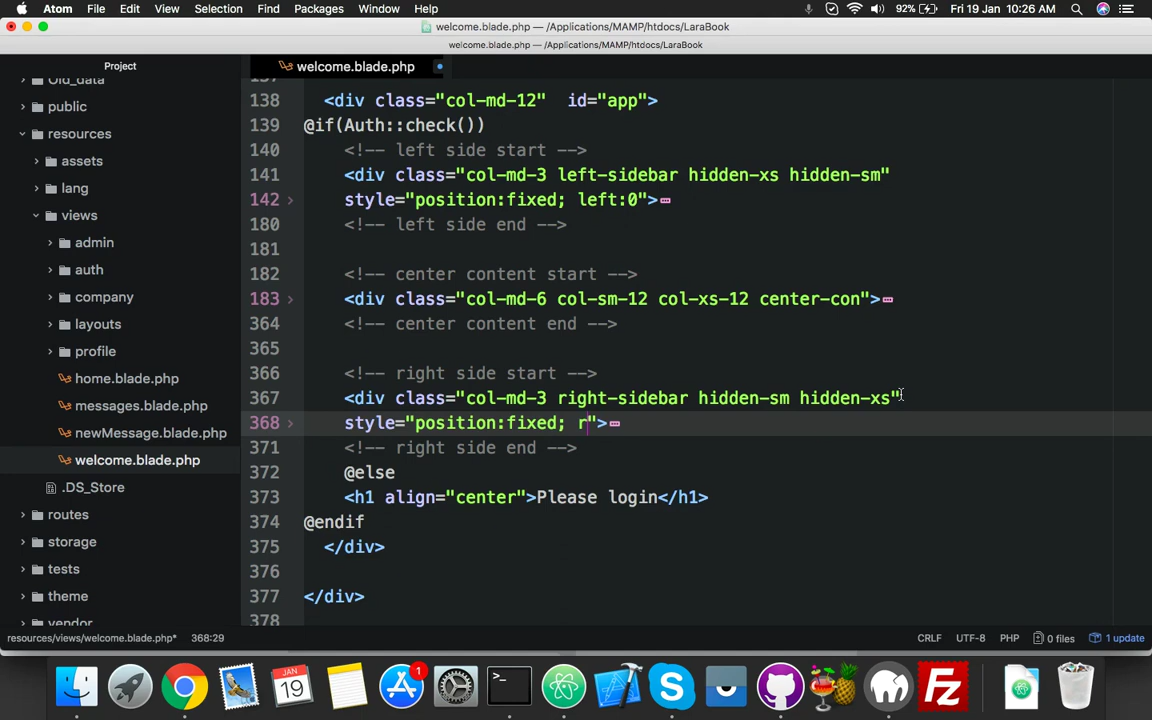 Atom File Edit View Selection Find Packages Window Help 92% Fri 19 Jan 10:26 AM
welcome.blade.php — /Applications/MAMP/htdocs/LaraBook
welcome.blade.php — /Applications/MAMP/htdocs/LaraBook
Project
welcome.blade.php
Old_data
public
resources
assets
lang
views
admin
auth
company
layouts
profile
home.blade.php
messages.blade.php
newMessage.blade.php
welcome.blade.php
.DS_Store
routes
storage
tests
theme
vendor
137
138 <div class="col-md-12"  id="app">
139 @if(Auth::check())
140 <!-- left side start -->
141 <div class="col-md-3 left-sidebar hidden-xs hidden-sm"
142 style="position:fixed; left:0">
180 <!-- left side end -->
181
182 <!-- center content start -->
183 <div class="col-md-6 col-sm-12 col-xs-12 center-con">
364 <!-- center content end -->
365
366 <!-- right side start -->
367 <div class="col-md-3 right-sidebar hidden-sm hidden-xs"
368 style="position:fixed; r">
371 <!-- right side end -->
372 @else
373 <h1 align="center">Please login</h1>
374 @endif
375 </div>
376
377 </div>
378
resources/views/welcome.blade.php* 368:29 CRLF UTF-8 PHP 0 files 1 update
JAN
19
1